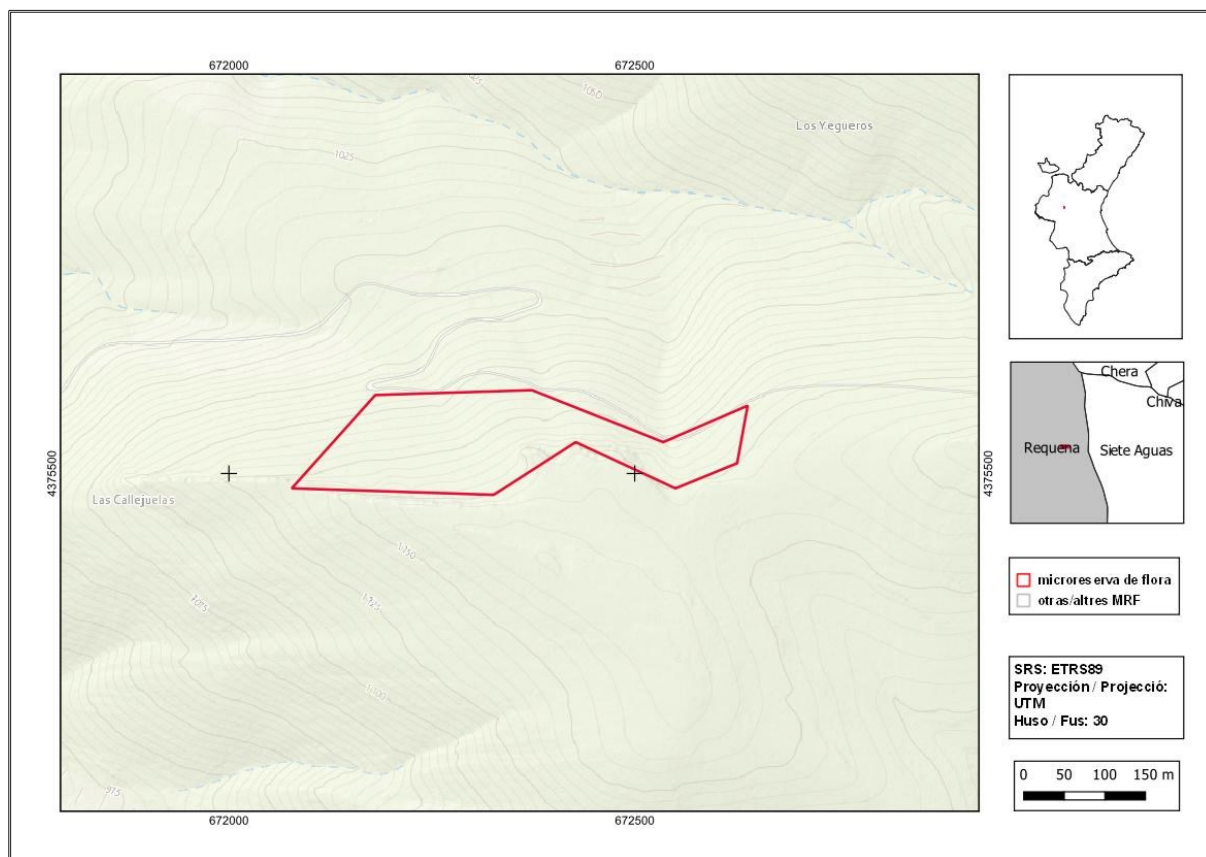 672000
672500
1050
Los Yegueros
1025
4375500
4375500
Las Callejuelas
1150
1125
1075
1100
975
672000
672500
Chera
Chiva
Requena
Siete Aguas
microreserva de flora
otras/altres MRF
SRS: ETRS89
Proyección / Projecció:
UTM
Huso / Fus: 30
0 50 100 150 m